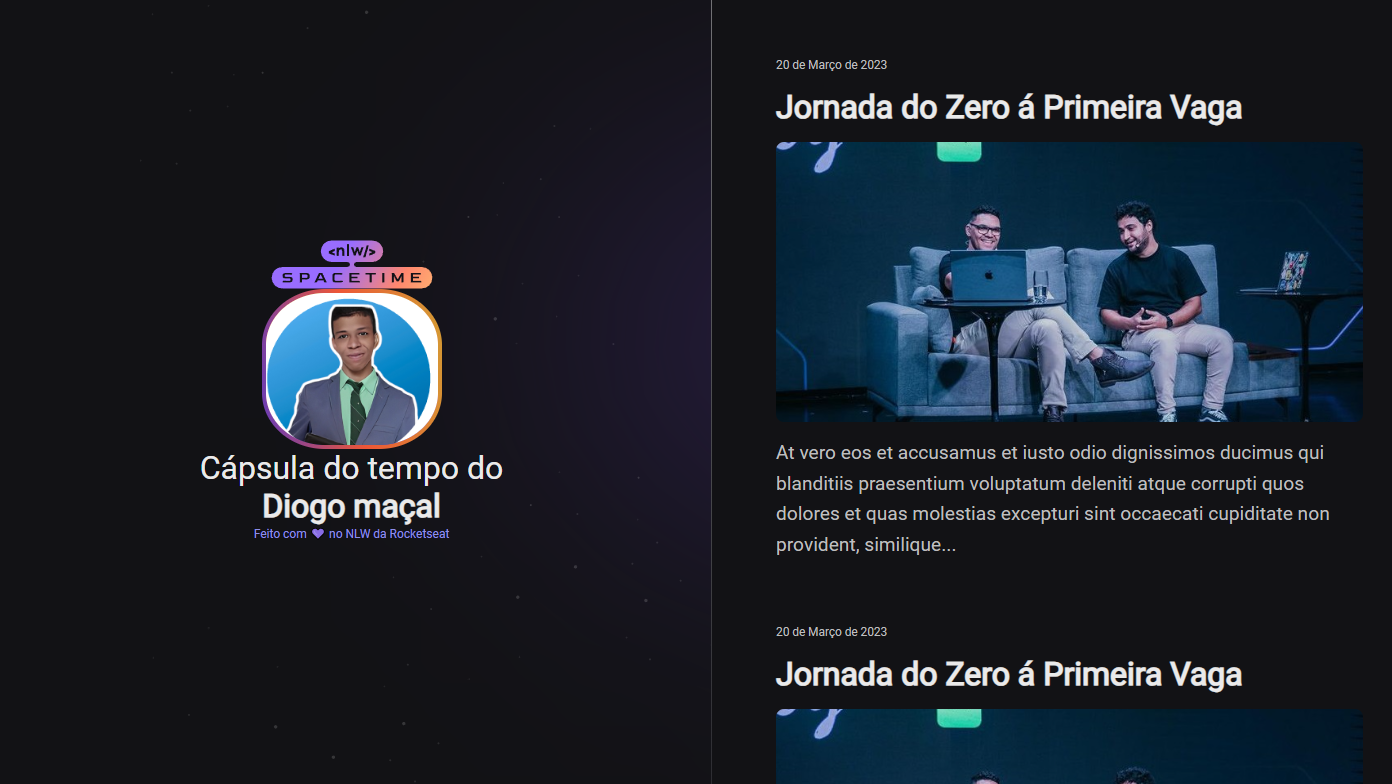 <nlw/>
SPACETIME
Cápsula do tempo do
Diogo maçal
Feito com no NLW da Rocketseat
20 de Março de 2023
Jornada do Zero á Primeira Vaga
At vero eos et accusamus et iusto odio dignissimos ducimus qui
blanditiis praesentium voluptatum deleniti atque corrupti quos
dolores et quas molestias excepturi sint occaecati cupiditate non
provident, similique...
20 de Março de 2023
Jornada do Zero á Primeira Vaga